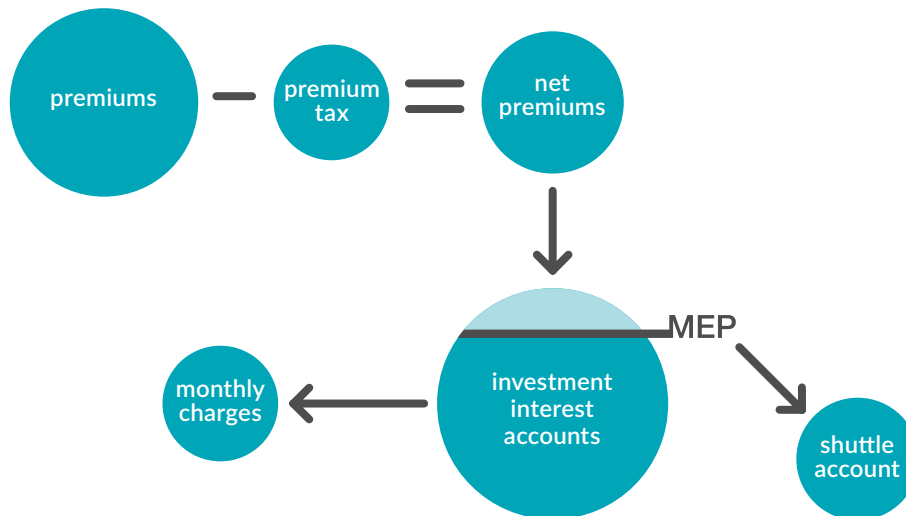 premiums
premium
tax
net
premiums
MEP
investment
interest
accounts
monthly
charges
shuttle
account